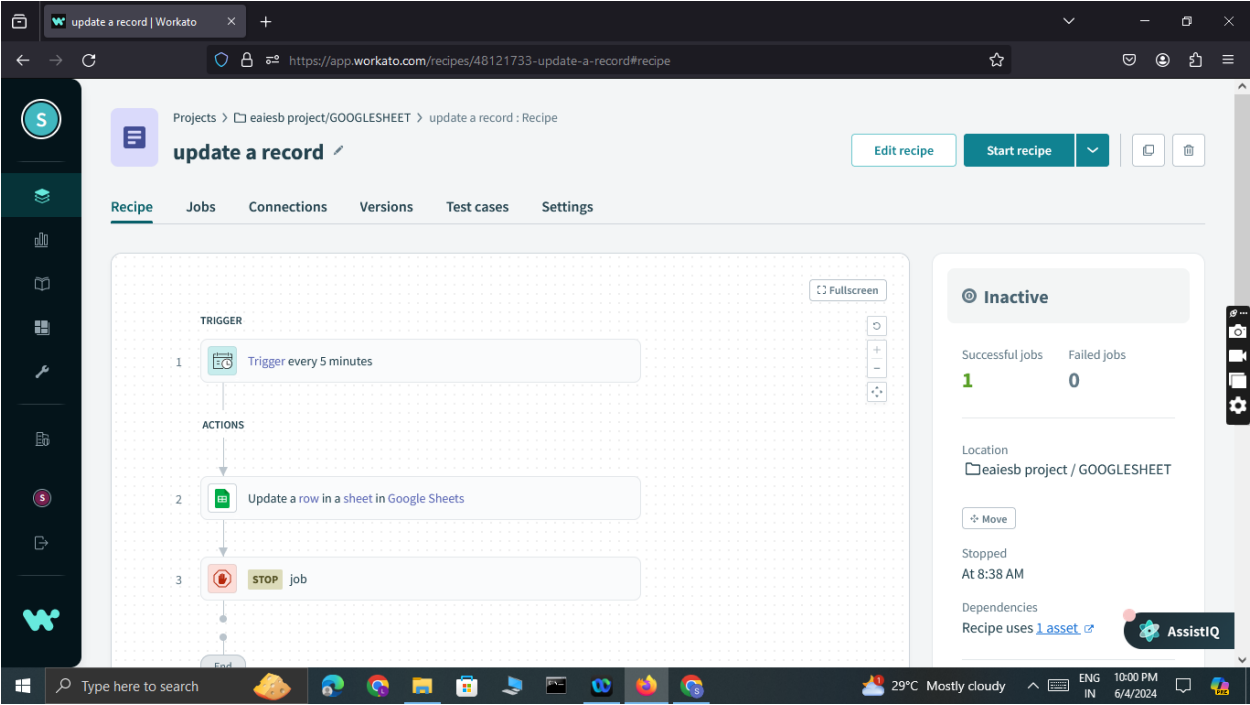 update a record | Workato
https://app.workato.com/recipes/48121733-update-a-record#recipe
S
Projects > eaiesb project/GOOGLESHEET > update a record : Recipe
update a record
Edit recipe
Start recipe
Recipe Jobs Connections Versions Test cases Settings
Fullscreen
TRIGGER
1 Trigger every 5 minutes
ACTIONS
2 Update a row in a sheet in Google Sheets
3 STOP job
End
Inactive
Successful jobs Failed jobs
1 0
Location
eaiesb project / GOOGLESHEET
Move
Stopped
At 8:38 AM
Dependencies
Recipe uses 1 asset
AssistIQ
S
Type here to search
1
29°C Mostly cloudy
ENG
IN
10:00 PM
6/4/2024
PRE